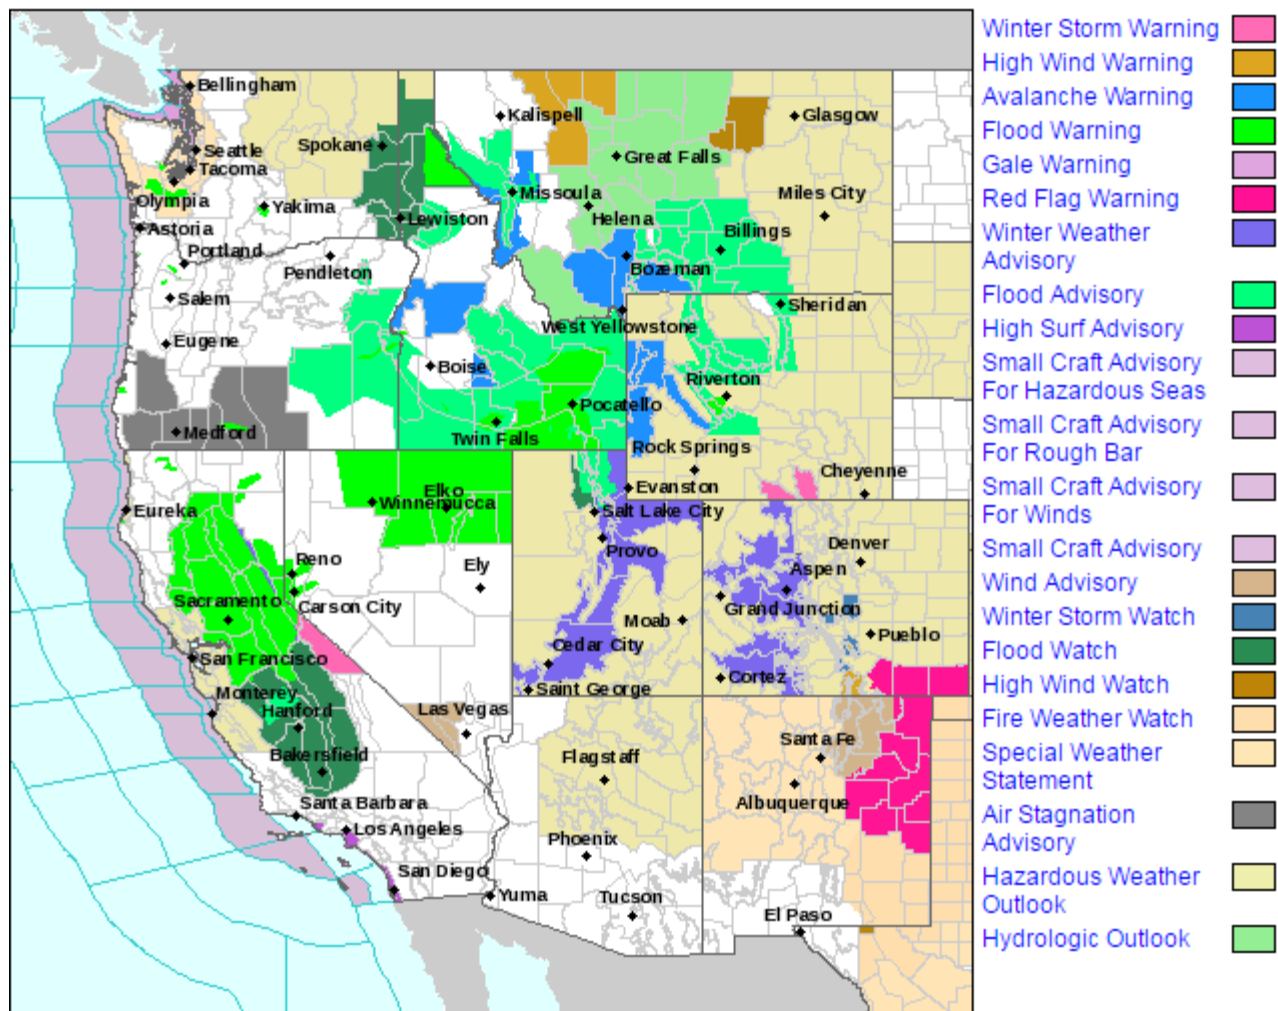 Bellingham
Seattle
Tacoma
Olympia
Yakima
Spokane
Lewiston
Astoria
Portland
Pendleton
Salem
Eugene
Medford
Kalispell
Great Falls
Glasgow
Missoula
Helena
Miles City
Billings
Bozeman
West Yellowstone
Sheridan
Boise
Pocatello
Twin Falls
Riverton
Rock Springs
Cheyenne
Evanston
Eureka
Elko
Winnemucca
Salt Lake City
Provo
Reno
Carson City
Ely
Sacramento
San Francisco
Monterey
Hanford
Bakersfield
Santa Barbara
Los Angeles
San Diego
Las Vegas
Moab
Cedar City
Saint George
Denver
Aspen
Grand Junction
Pueblo
Cortez
Flagstaff
Phoenix
Yuma
Tucson
Santa Fe
Albuquerque
El Paso
Winter Storm Warning
High Wind Warning
Avalanche Warning
Flood Warning
Gale Warning
Red Flag Warning
Winter Weather
Advisory
Flood Advisory
High Surf Advisory
Small Craft Advisory
For Hazardous Seas
Small Craft Advisory
For Rough Bar
Small Craft Advisory
For Winds
Small Craft Advisory
Wind Advisory
Winter Storm Watch
Flood Watch
High Wind Watch
Fire Weather Watch
Special Weather
Statement
Air Stagnation
Advisory
Hazardous Weather
Outlook
Hydrologic Outlook